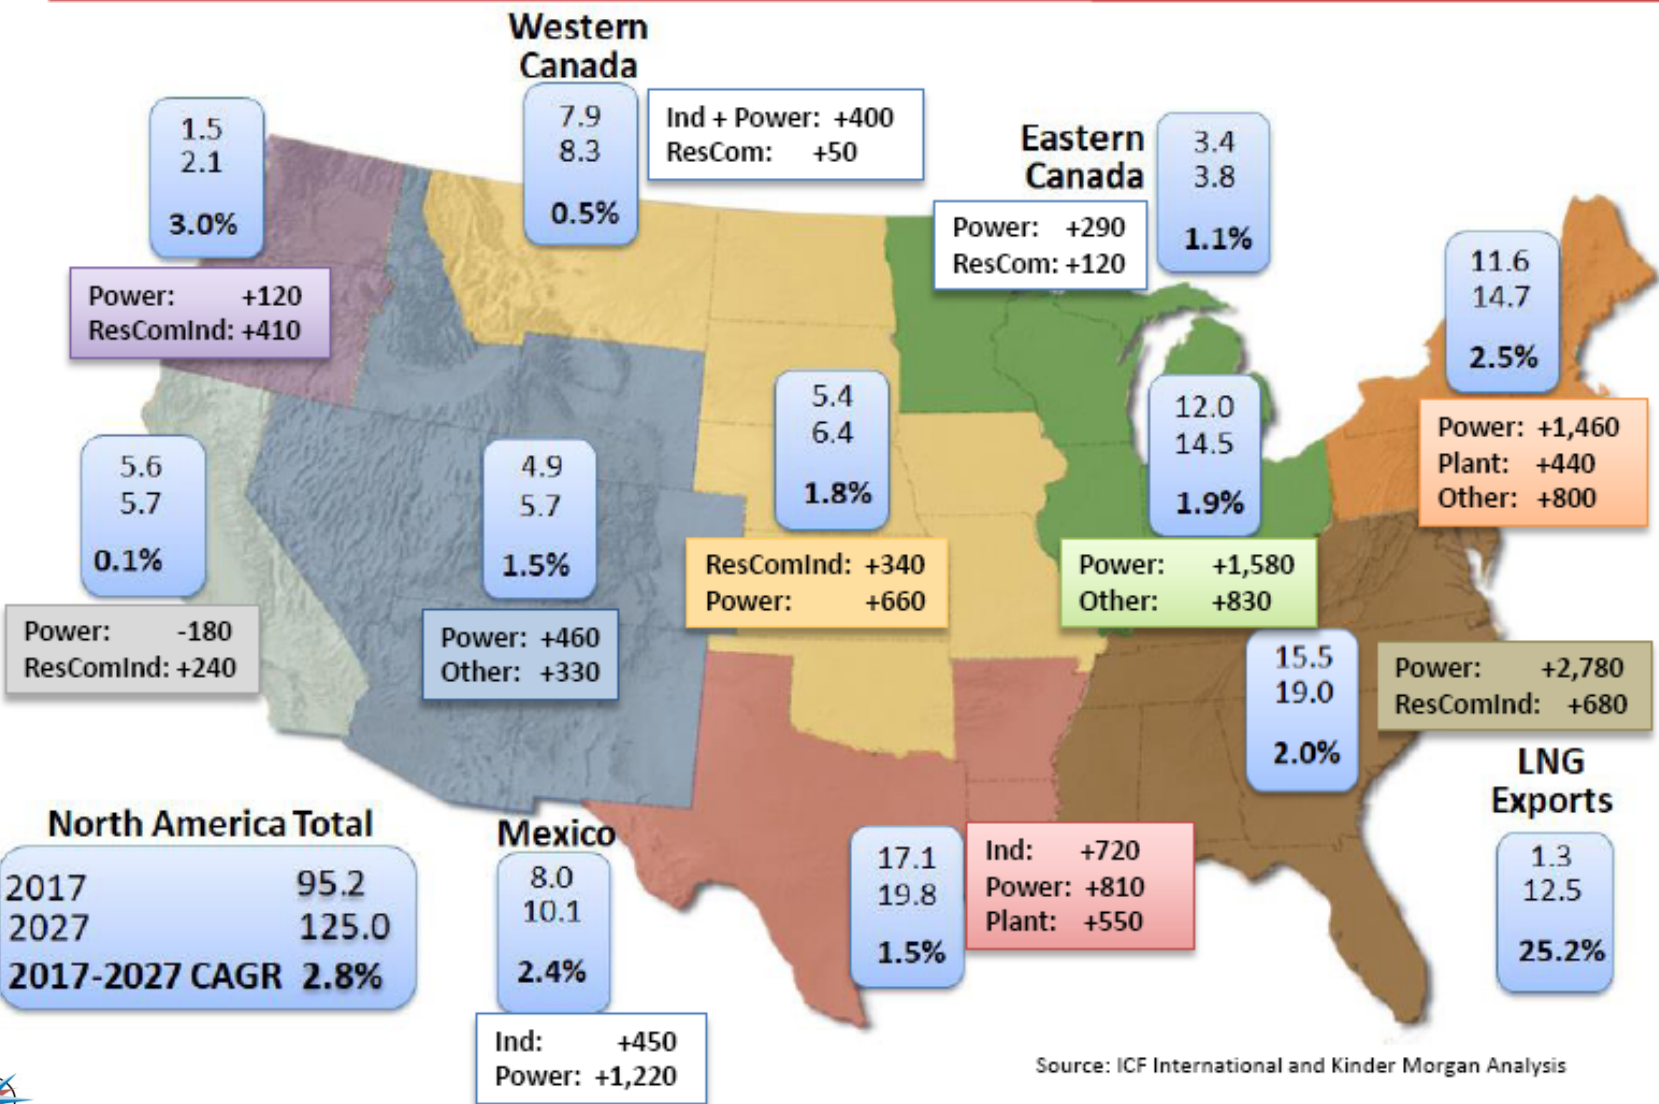 Western
Canada
7.9
8.3
0.5%
Ind + Power: +400
ResCom: +50
1.5
2.1
3.0%
Power: +120
ResComInd: +410
Eastern
Canada
3.4
3.8
1.1%
Power: +290
ResCom: +120
11.6
14.7
2.5%
Power: +1,460
Plant: +440
Other: +800
5.6
5.7
0.1%
Power: -180
ResComInd: +240
4.9
5.7
1.5%
Power: +460
Other: +330
5.4
6.4
1.8%
ResComInd: +340
Power: +660
12.0
14.5
1.9%
Power: +1,580
Other: +830
15.5
19.0
2.0%
Power: +2,780
ResComInd: +680
LNG
Exports
1.3
12.5
25.2%
North America Total
2017 95.2
2027 125.0
2017-2027 CAGR 2.8%
Mexico
8.0
10.1
2.4%
Ind: +450
Power: +1,220
17.1
19.8
1.5%
Ind: +720
Power: +810
Plant: +550
Source: ICF International and Kinder Morgan Analysis